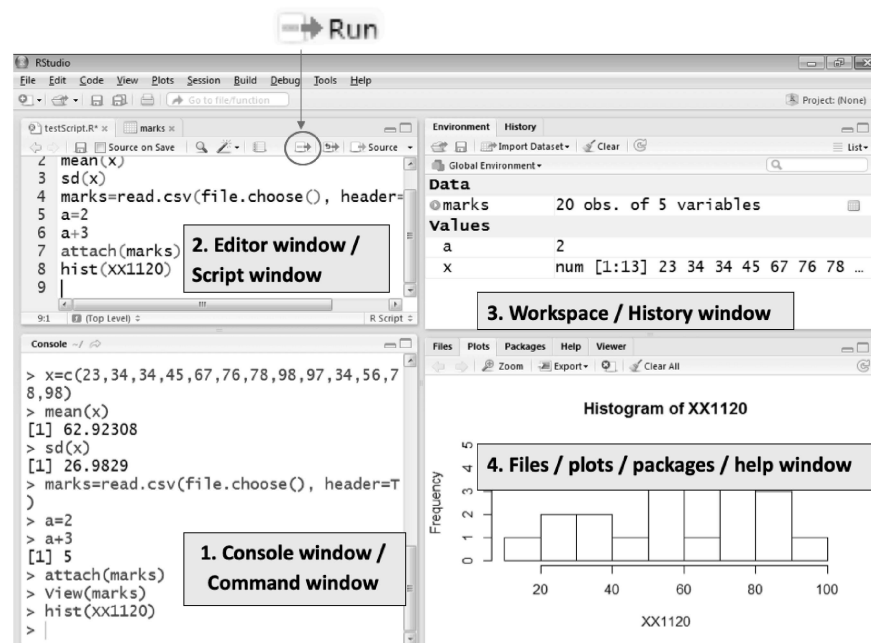 Run
RStudio
File Edit Code View Plots Session Build Debug Tools Help
Go to file/function
Project: (None)
testScript.R* × marks ×
Source on Save
Source
2 mean(x)
3 sd(x)
4 marks=read.csv(file.choose(), header=
5 a=2
6 a+3
7 attach(marks)
8 hist(XX1120)
9
2. Editor window /
Script window
9:1 (Top Level) R Script
Environment History
Import Dataset Clear List
Global Environment
Data
marks 20 obs. of 5 variables
Values
a 2
x num [1:13] 23 34 34 45 67 76 78 ...
3. Workspace / History window
Console ~/
> x=c(23,34,34,45,67,76,78,98,97,34,56,7
8,98)
> mean(x)
[1] 62.92308
> sd(x)
[1] 26.9829
> marks=read.csv(file.choose(), header=T
)
> a=2
> a+3
[1] 5
> attach(marks)
> View(marks)
> hist(XX1120)
>
1. Console window /
Command window
Files Plots Packages Help Viewer
Zoom Export Clear All
Histogram of XX1120
4. Files / plots / packages / help window
Frequency
5
4
3
2
1
0
20 40 60 80 100
XX1120